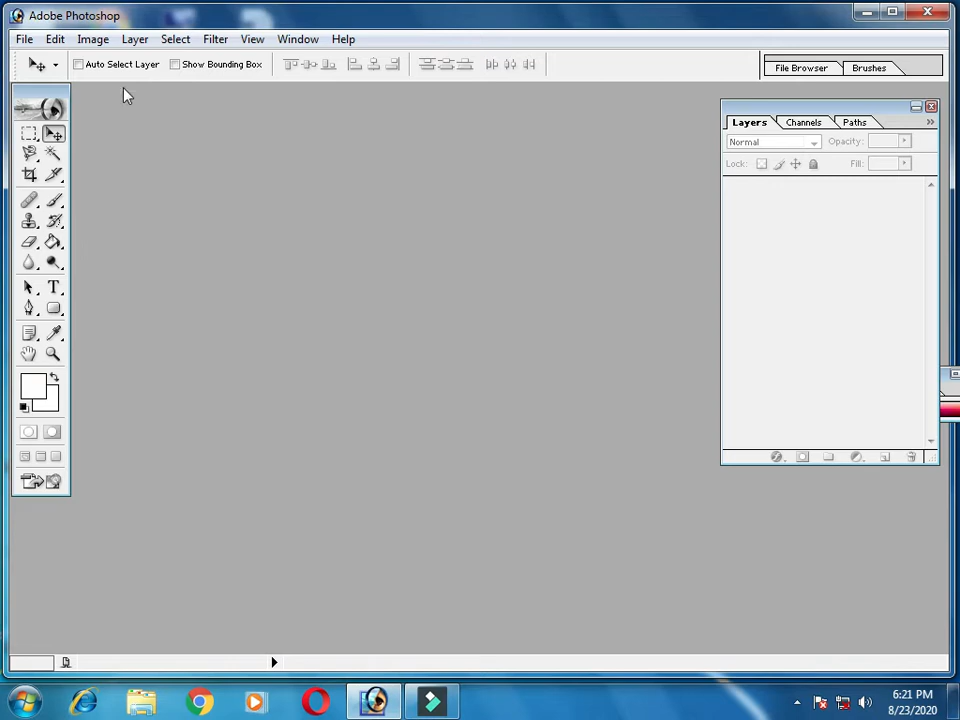 Adobe Photoshop
File Edit Image Layer Select Filter View Window Help
Auto Select Layer Show Bounding Box File Browser Brushes
Layers Channels Paths
Normal Opacity:
Lock: Fill:
T
6:21 PM
8/23/2020